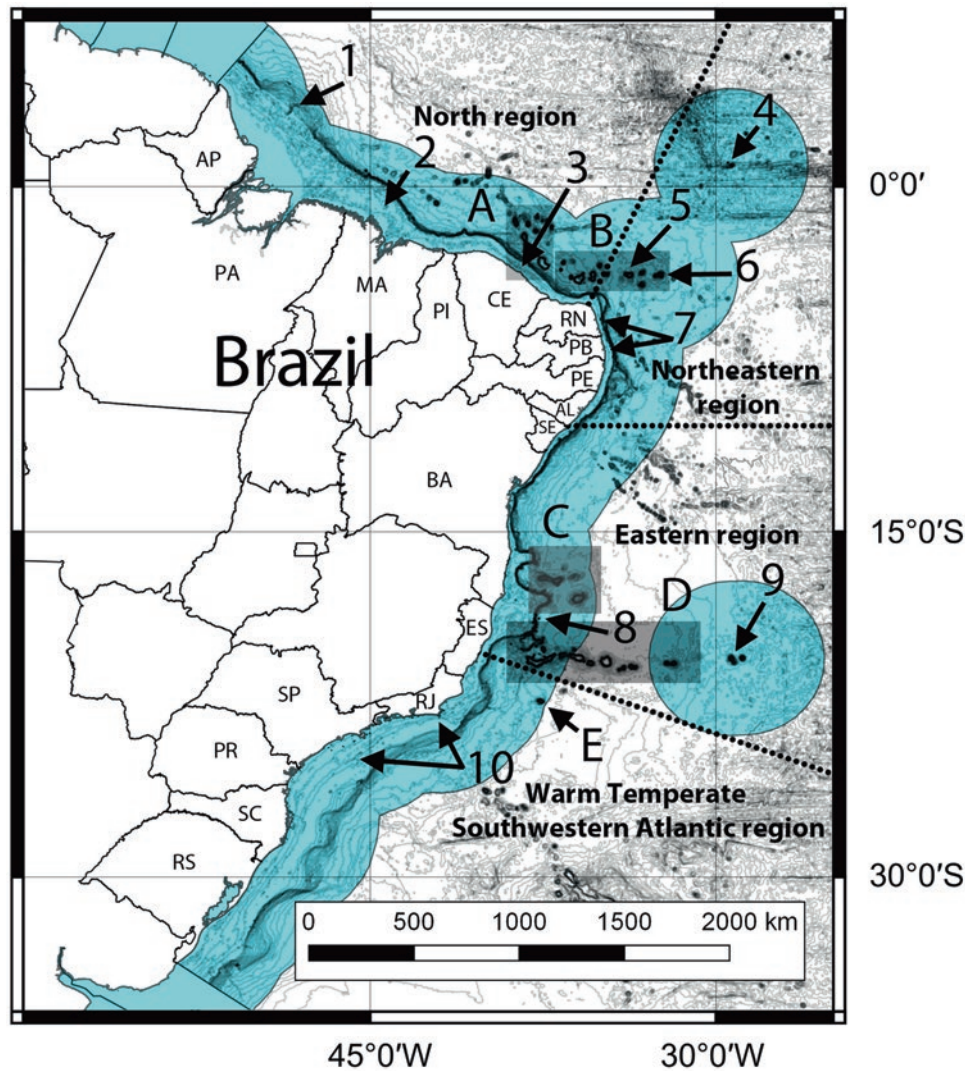 1
North region
4
2
AP
3
0°0′
A
5
B
6
PA
MA
CE
PI
RN
7
PB
Brazil
PE
Northeastern
region
AL
SE
BA
C
15°0′S
Eastern region
D
9
ES
8
SP
RJ
E
PR
10
Warm Temperate
Southwestern Atlantic region
SC
RS
30°0′S
0 500 1000 1500 2000 km
45°0′W 30°0′W